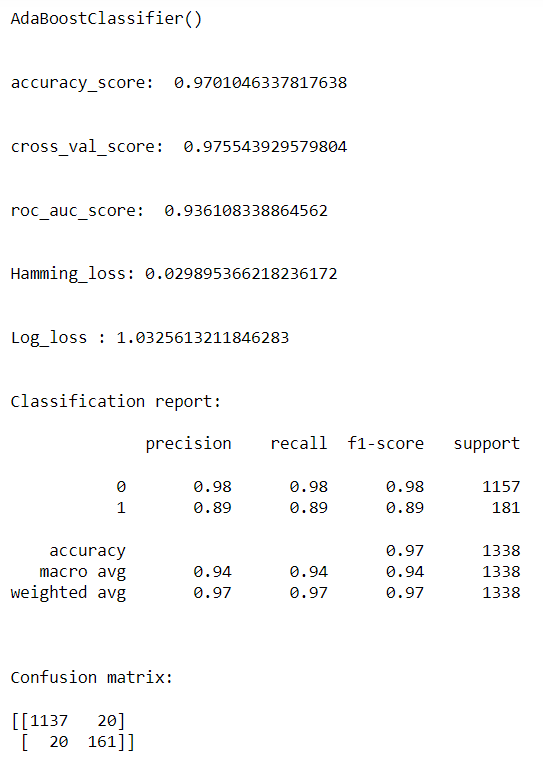 AdaBoostClassifier()
accuracy_score:  0.9701046337817638
cross_val_score:  0.975543929579804
roc_auc_score:  0.936108338864562
Hamming_loss: 0.029895366218236172
Log_loss : 1.0325613211846283
Classification report:
              precision    recall  f1-score   support
           0       0.98      0.98      0.98      1157
           1       0.89      0.89      0.89       181
    accuracy                           0.97      1338
   macro avg       0.94      0.94      0.94      1338
weighted avg       0.97      0.97      0.97      1338
Confusion matrix:
[[1137   20]
 [  20  161]]